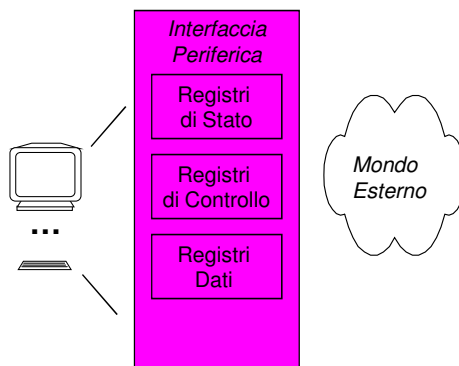 Interfaccia
Periferica
Registri
di Stato
Registri
di Controllo
Registri
Dati
...
Mondo
Esterno